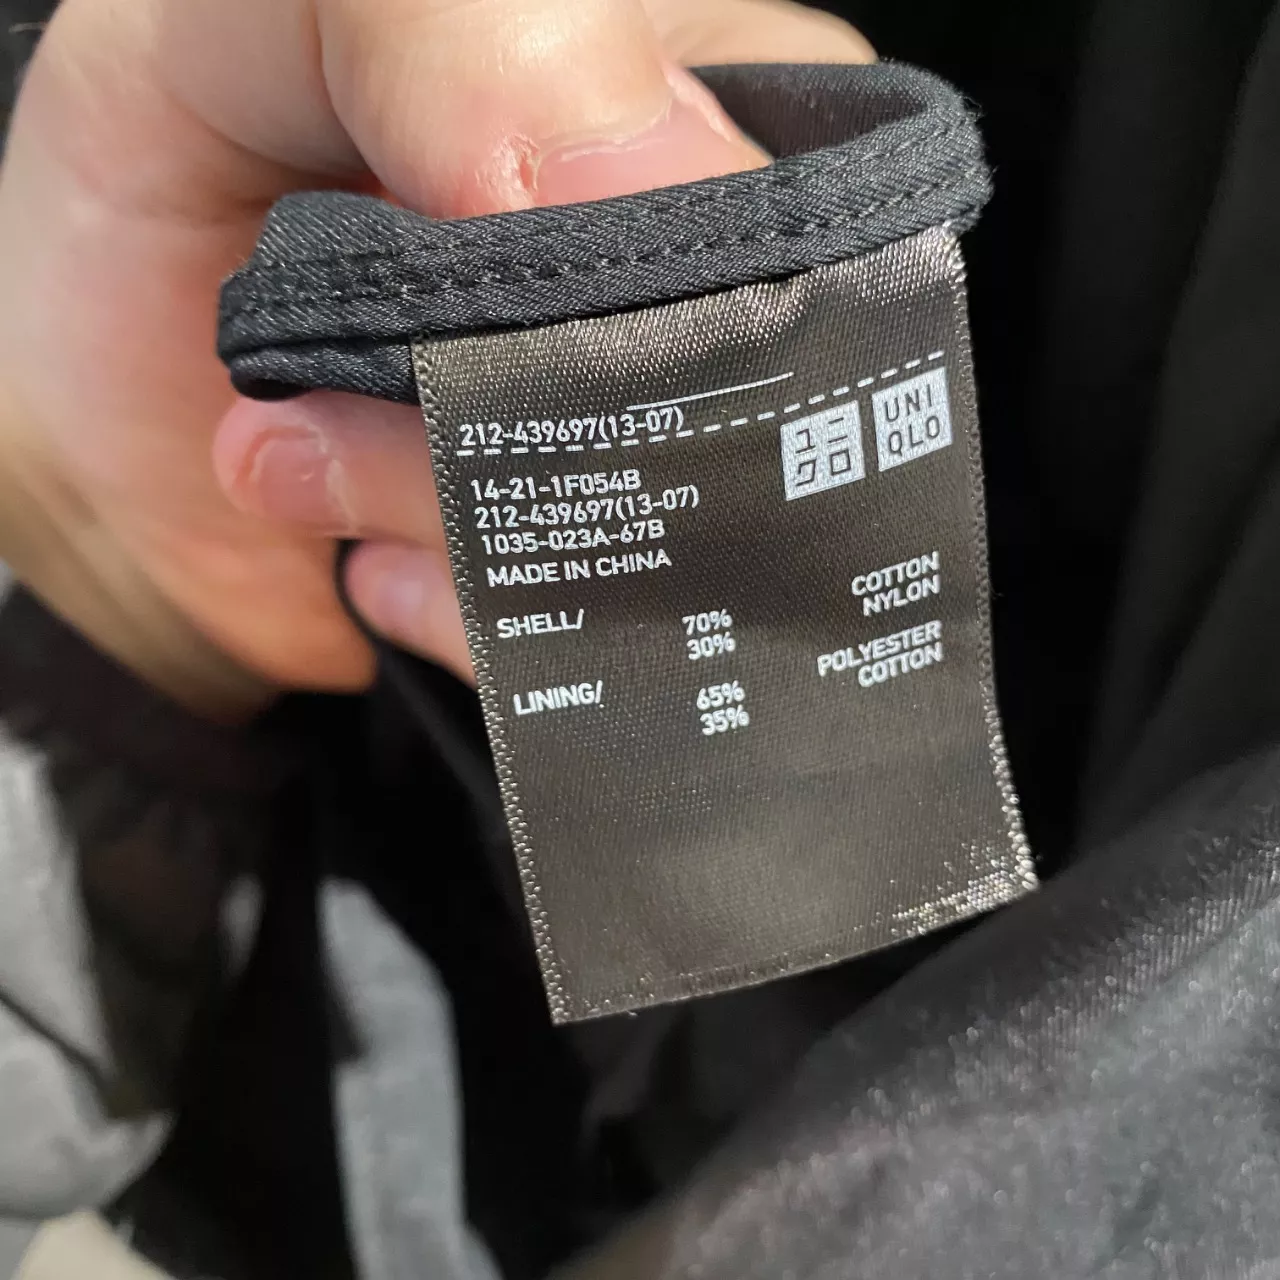 212-439697(13-07)
ユニ
クロ
UNI
QLO
14-21-1F054B
212-439697(13-07)
1035-023A-67B
MADE IN CHINA
SHELL/ 70% COTTON
30% NYLON
LINING/ 65% POLYESTER
35% COTTON